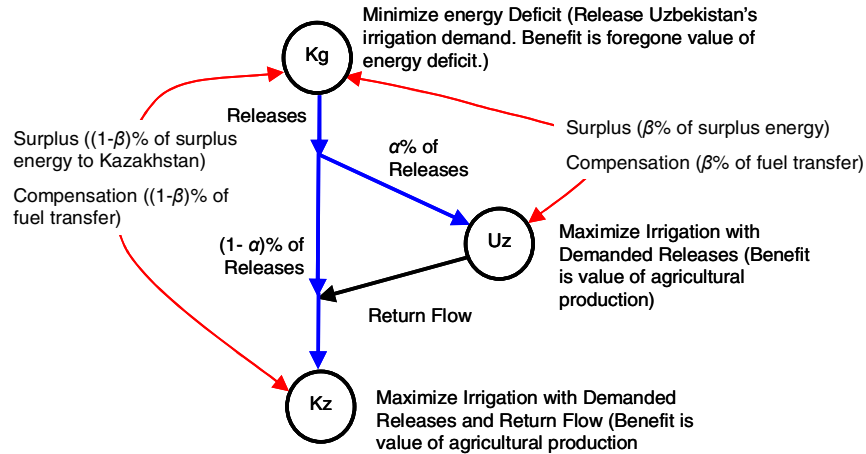 Minimize energy Deficit (Release Uzbekistan's
irrigation demand. Benefit is foregone value of
energy deficit.)
Kg
Releases
Surplus ((1-β)% of surplus
energy to Kazakhstan)
Compensation ((1-β)% of
fuel transfer)
α% of
Releases
Surplus (β% of surplus energy)
Compensation (β% of fuel transfer)
(1- α)% of
Releases
Uz
Maximize Irrigation with
Demanded Releases (Benefit
is value of agricultural
production)
Return Flow
Kz
Maximize Irrigation with Demanded
Releases and Return Flow (Benefit is
value of agricultural production